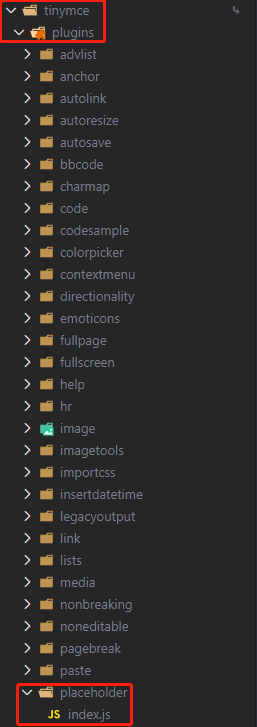 tinymce
plugins
advlist
anchor
autolink
autoresize
autosave
bbcode
charmap
code
codesample
colorpicker
contextmenu
directionality
emoticons
fullpage
fullscreen
help
hr
image
imagetools
importcss
insertdatetime
legacyoutput
link
lists
media
nonbreaking
noneditable
pagebreak
paste
placeholder
JS index.js